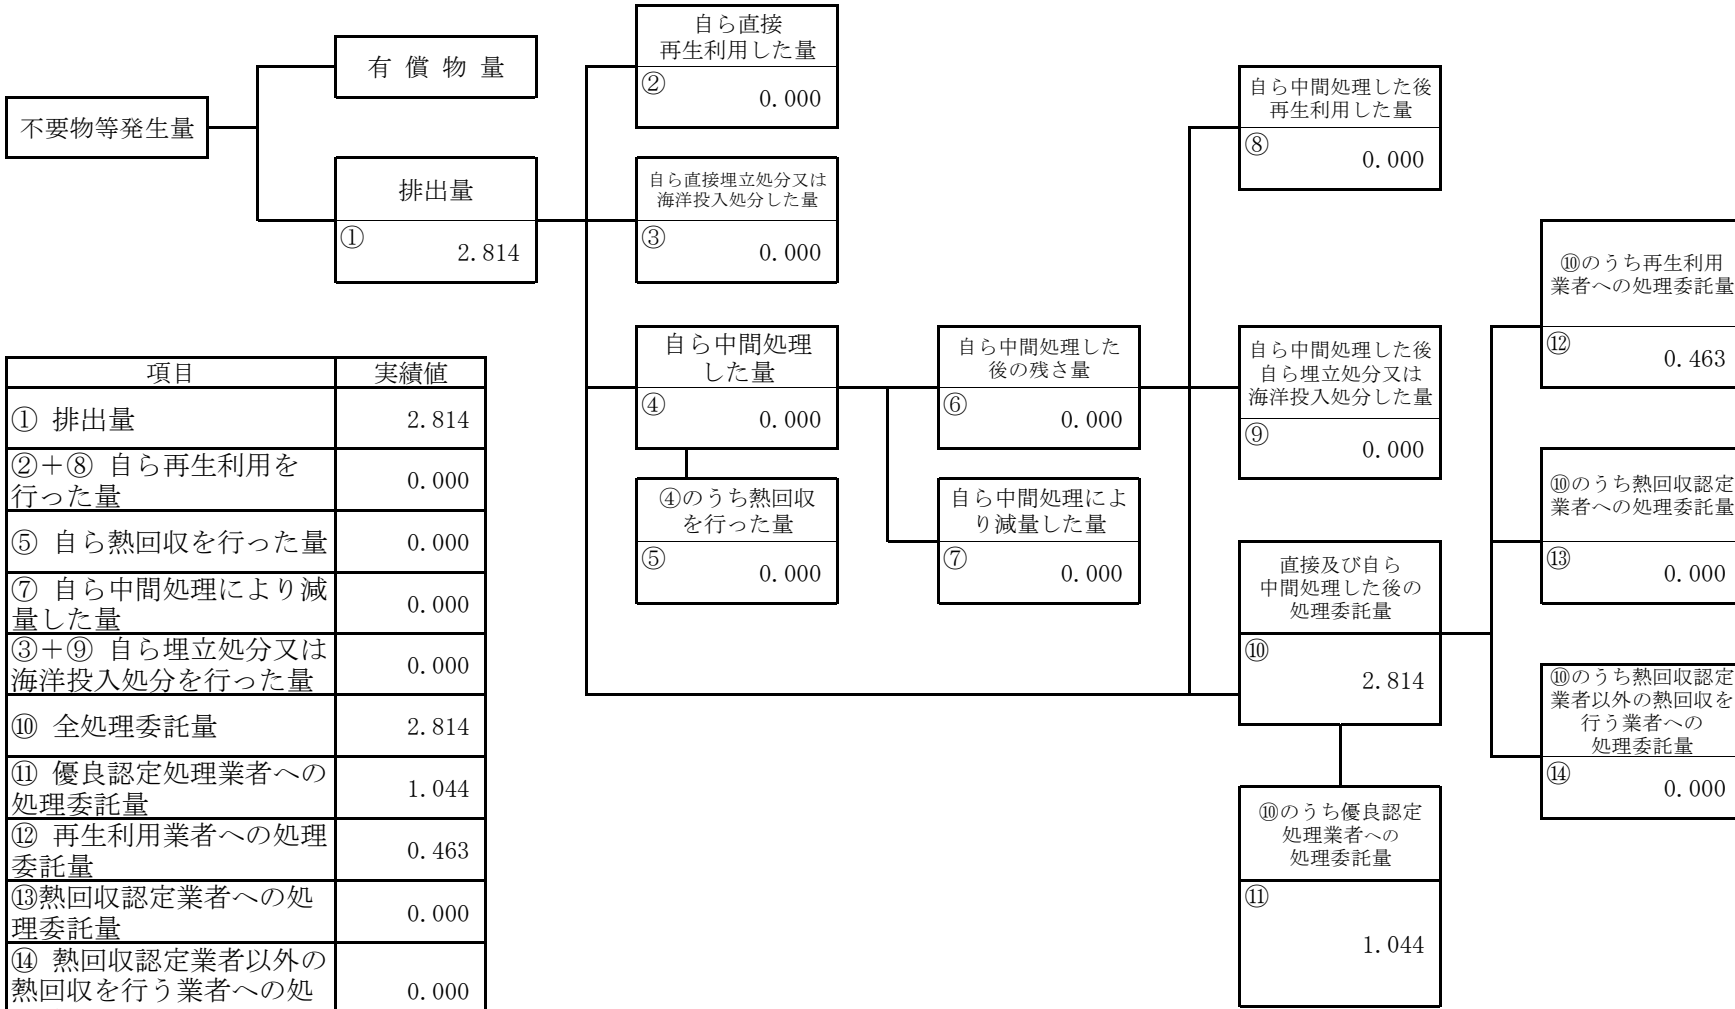 不要物等発生量
有 償 物 量
排出量
①
2.814
自ら直接
再生利用した量
②
0.000
自ら直接埋立処分又は
海洋投入処分した量
③
0.000
自ら中間処理
した量
④
0.000
④のうち熱回収
を行った量
⑤
0.000
自ら中間処理した
後の残さ量
⑥
0.000
自ら中間処理によ
り減量した量
⑦
0.000
自ら中間処理した後
再生利用した量
⑧
0.000
自ら中間処理した後
自ら埋立処分又は
海洋投入処分した量
⑨
0.000
直接及び自ら
中間処理した後の
処理委託量
⑩
2.814
⑩のうち優良認定
処理業者への
処理委託量
⑪
1.044
⑩のうち再生利用
業者への処理委託量
⑫
0.463
⑩のうち熱回収認定
業者への処理委託量
⑬
0.000
⑩のうち熱回収認定
業者以外の熱回収を
行う業者への
処理委託量
⑭
0.000
項目 実績値
① 排出量 2.814
②＋⑧ 自ら再生利用を
行った量 0.000
⑤ 自ら熱回収を行った量 0.000
⑦ 自ら中間処理により減
量した量 0.000
③＋⑨ 自ら埋立処分又は
海洋投入処分を行った量 0.000
⑩ 全処理委託量 2.814
⑪ 優良認定処理業者への
処理委託量 1.044
⑫ 再生利用業者への処理
委託量 0.463
⑬熱回収認定業者への処
理委託量 0.000
⑭ 熱回収認定業者以外の
熱回収を行う業者への処 0.000